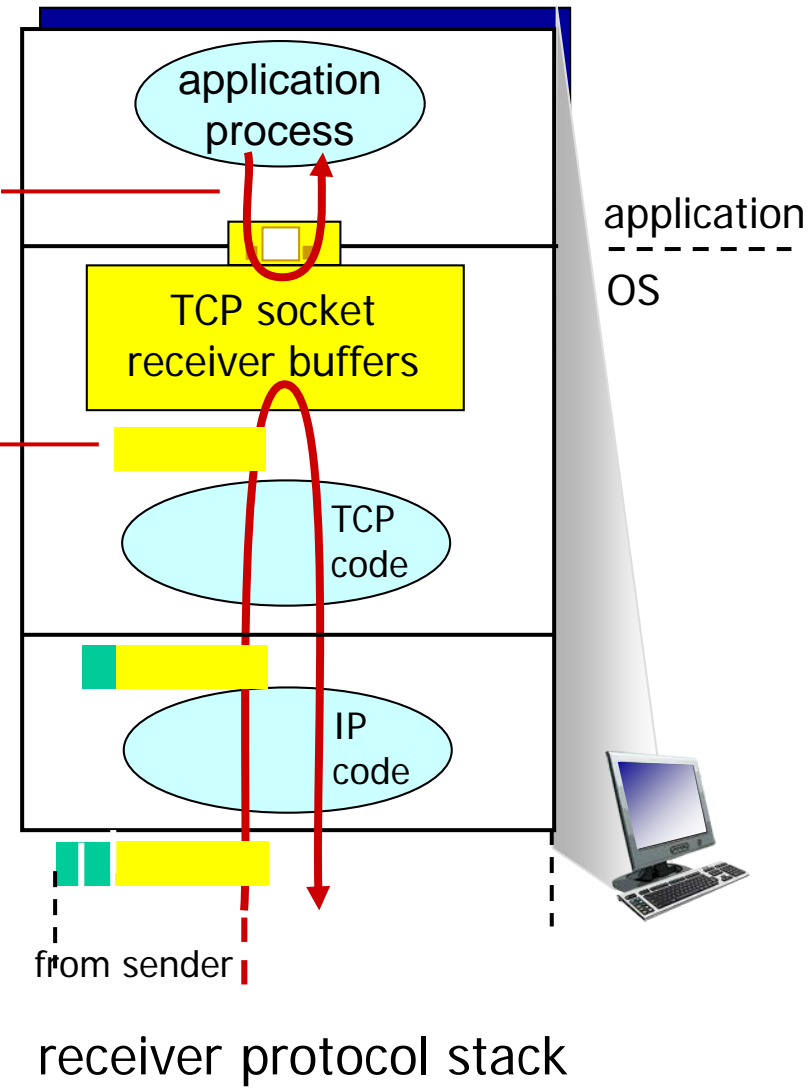 application
process
application
OS
TCP socket
receiver buffers
TCP
code
IP
code
from sender
receiver protocol stack